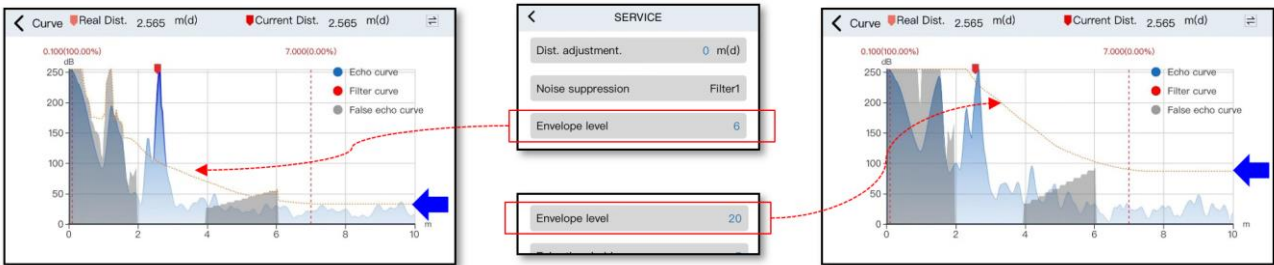 Curve Real Dist. 2.565 m(d) Current Dist. 2.565 m(d)
0.100(100.00%) 7.000(0.00%)
dB
250
200
150
100
50
0
0 2 4 6 8 10 m
Echo curve
Filter curve
False echo curve
SERVICE
Dist. adjustment. 0 m(d)
Noise suppression Filter1
Envelope level 6
Envelope level 20
Curve Real Dist. 2.565 m(d) Current Dist. 2.565 m(d)
0.100(100.00%) 7.000(0.00%)
dB
250
200
150
100
50
0
0 2 4 6 8 10 m
Echo curve
Filter curve
False echo curve